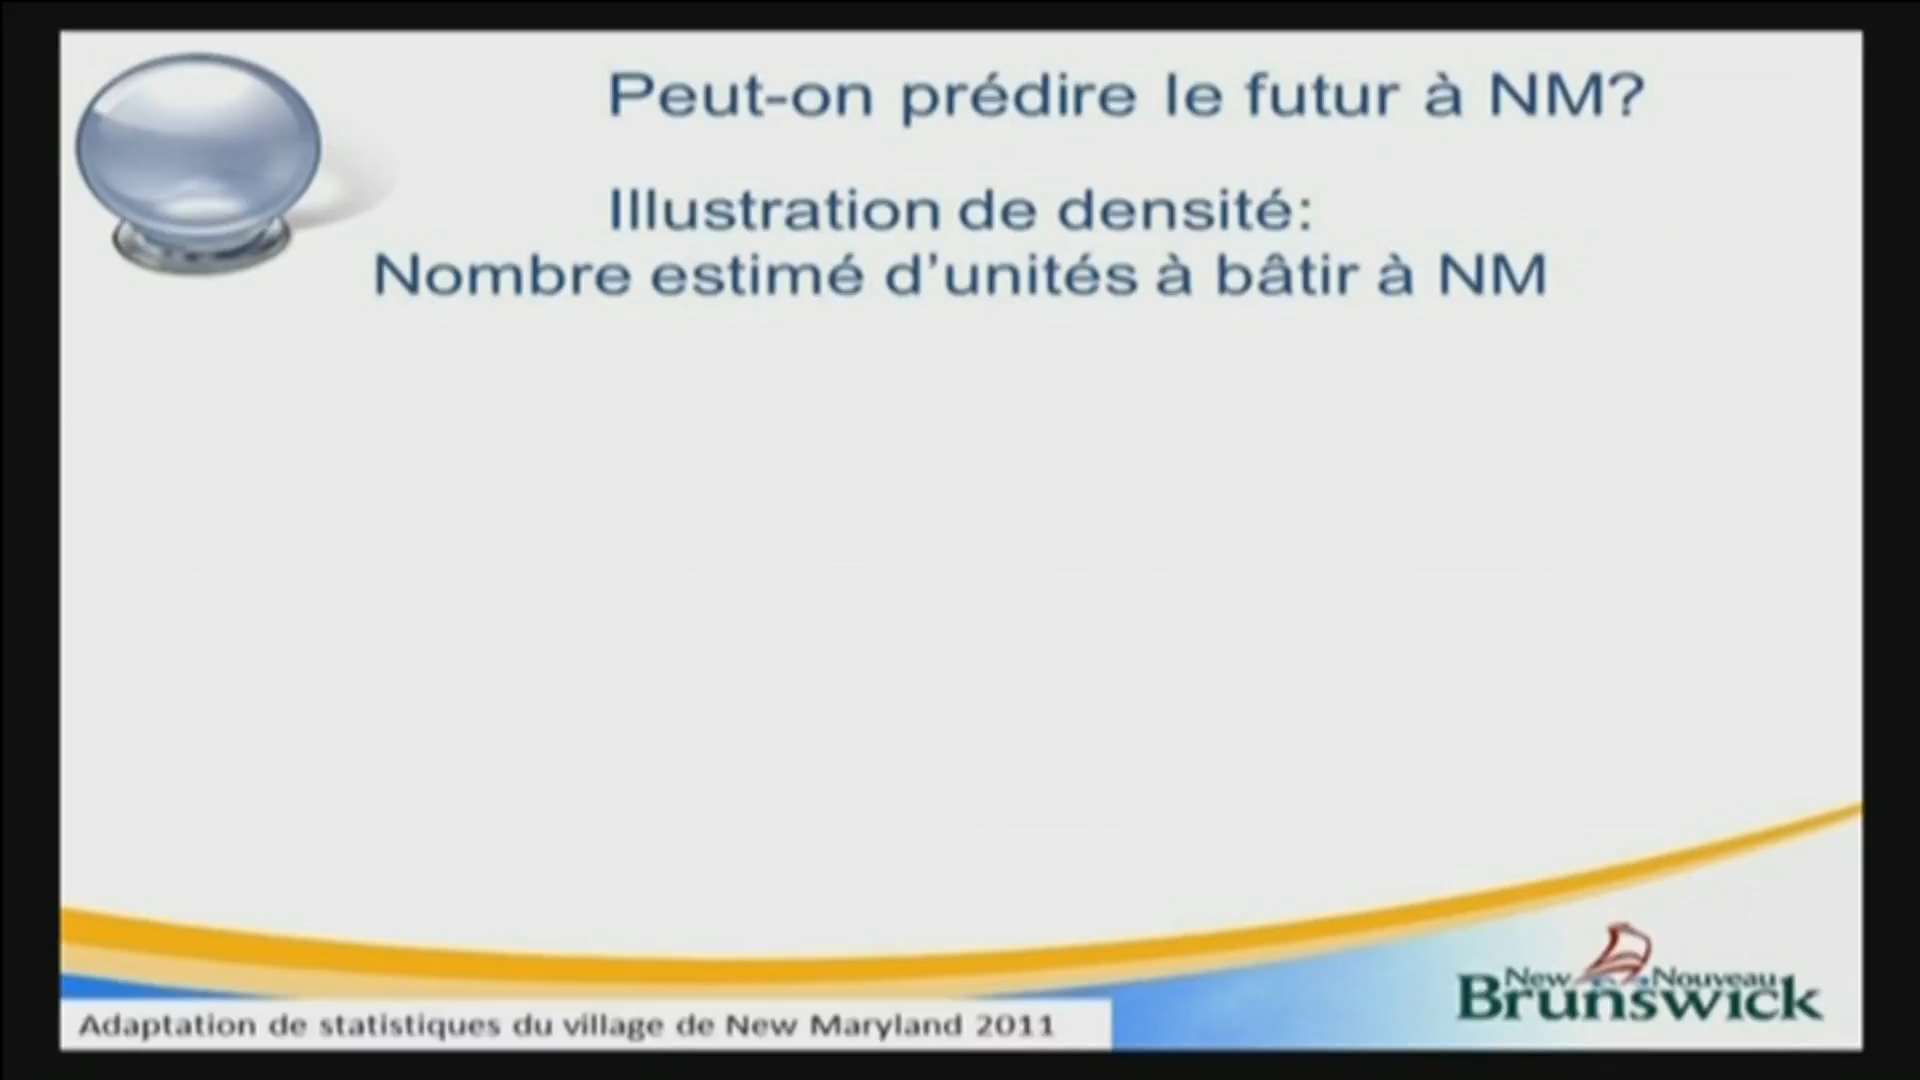 Peut-on prédire le futur à NM?
Illustration de densité:
Nombre estimé d'unités à bâtir à NM
New Nouveau
Brunswick
Adaptation de statistiques du village de New Maryland 2011